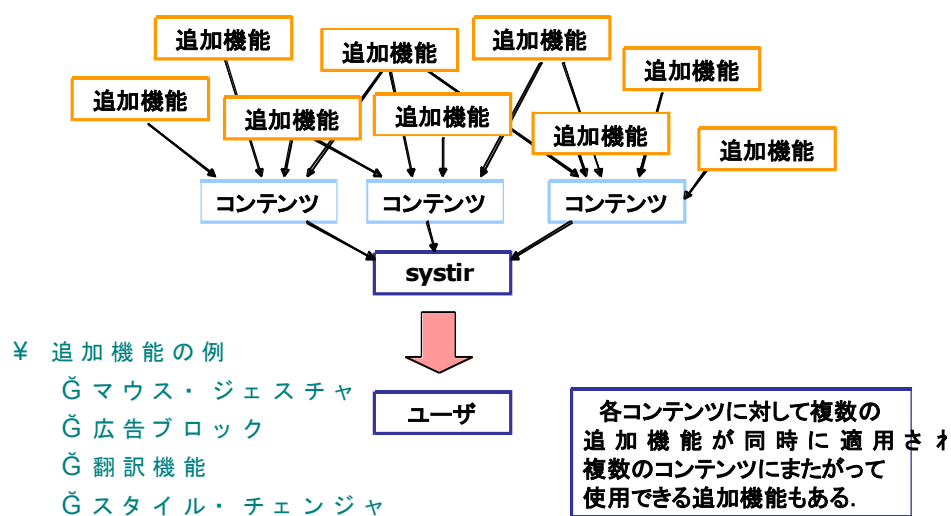 追加機能
追加機能
追加機能
追加機能
追加機能
追加機能
追加機能
追加機能
追加機能
コンテンツ
コンテンツ
コンテンツ
systir
ユーザ
¥ 追加機能の例
Ğ マウス・ジェスチャ
Ğ 広告ブロック
Ğ 翻訳機能
Ğ スタイル・チェンジャ
各コンテンツに対して複数の
追加機能が同時に適用され
複数のコンテンツにまたがって
使用できる追加機能もある.